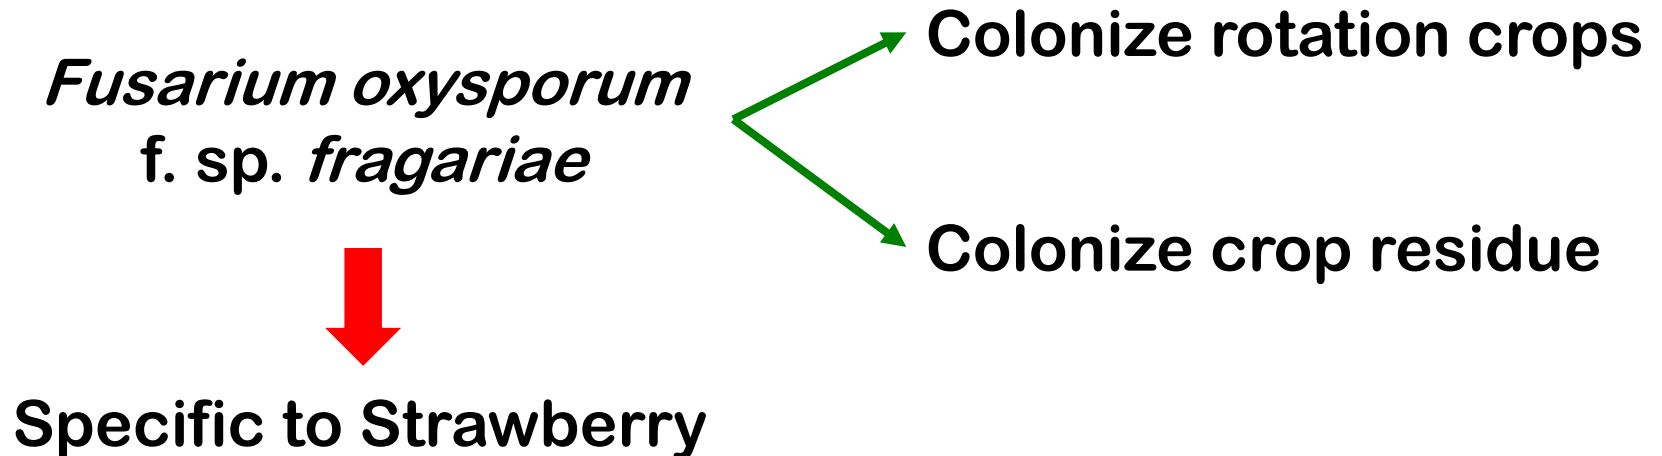 Colonize rotation crops
Fusarium oxysporum
f. sp. fragariae
Colonize crop residue
Specific to Strawberry